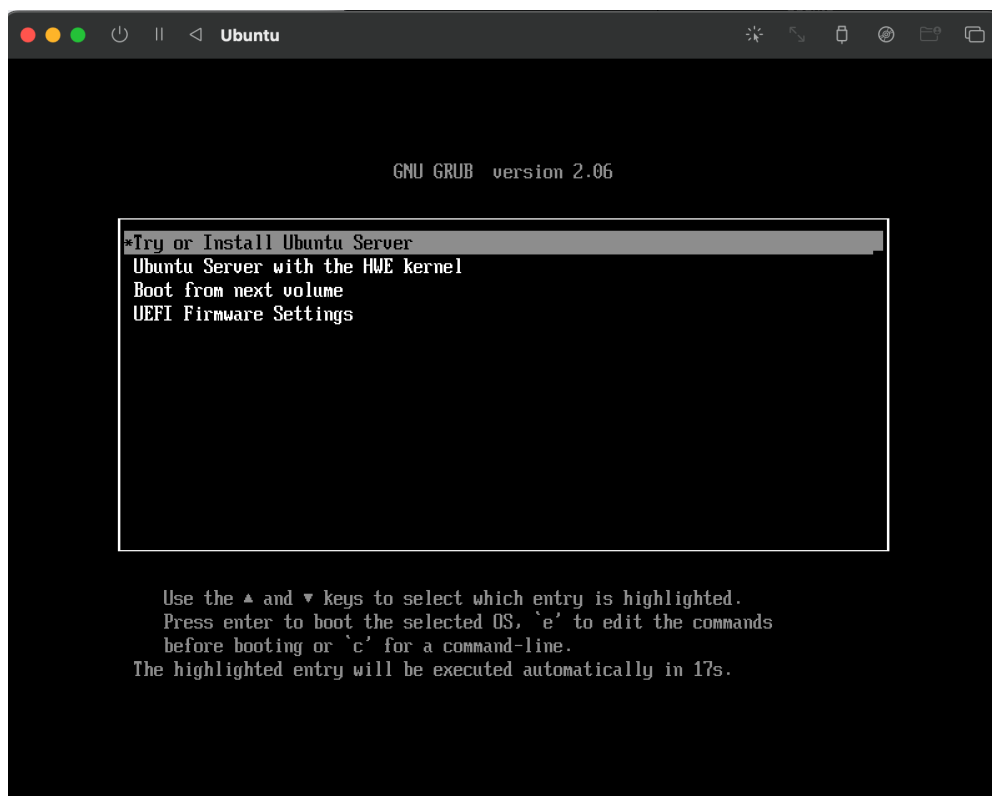 Ubuntu
GNU GRUB  version 2.06
*Try or Install Ubuntu Server
Ubuntu Server with the HWE kernel
Boot from next volume
UEFI Firmware Settings
Use the ▲ and ▼ keys to select which entry is highlighted.
Press enter to boot the selected OS, `e' to edit the commands
before booting or `c' for a command-line.
The highlighted entry will be executed automatically in 17s.